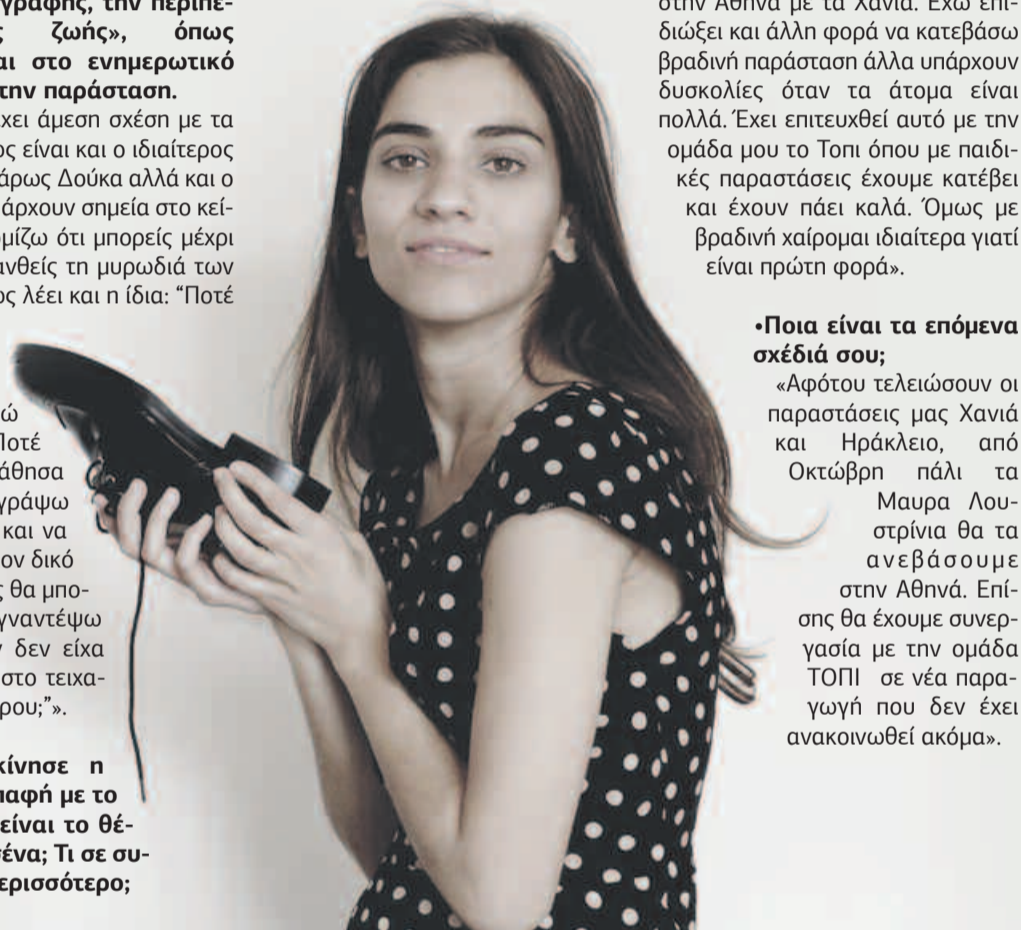 γραφής, την περιπέ-
ς ζωής», όπως
αι στο ενημερωτικό
την παράσταση.
χει άμεση σχέση με τα
ος είναι και ο ιδιαίτερος
άρως Δούκα αλλά και ο
άρχουν σημεία στο κεί-
μίζω ότι μπορείς μέχρι
ανθείς τη μυρωδιά των
ος λέει και η ίδια: “Ποτέ
ώ
Ποτέ
άθησα
γράψω
και να
ον δικό
ς θα μπο-
γναντέψω
ν δεν είχα
στο τειχα-
ρου;”».
κίνησε η
παφή με το
είναι το θέ-
σένα; Τι σε συ-
ερισσότερο;
στην Αθήνα με τα Χανιά. Έχω επι-
διώξει και άλλη φορά να κατεβάσω
βραδινή παράσταση άλλα υπάρχουν
δυσκολίες όταν τα άτομα είναι
πολλά. Έχει επιτευχθεί αυτό με την
ομάδα μου το Τοπι όπου με παιδι-
κές παραστάσεις έχουμε κατέβει
και έχουν πάει καλά. Όμως με
βραδινή χαίρομαι ιδιαίτερα γιατί
είναι πρώτη φορά».
•Ποια είναι τα επόμενα
σχέδιά σου;
«Αφότου τελειώσουν οι
παραστάσεις μας Χανιά
και Ηράκλειο, από
Οκτώβρη πάλι τα
Μαυρα Λου-
στρίνια θα τα
ανεβάσουμε
στην Αθηνά. Επί-
σης θα έχουμε συνερ-
γασία με την ομάδα
ΤΟΠΙ σε νέα παρα-
γωγή που δεν έχει
ανακοινωθεί ακόμα».